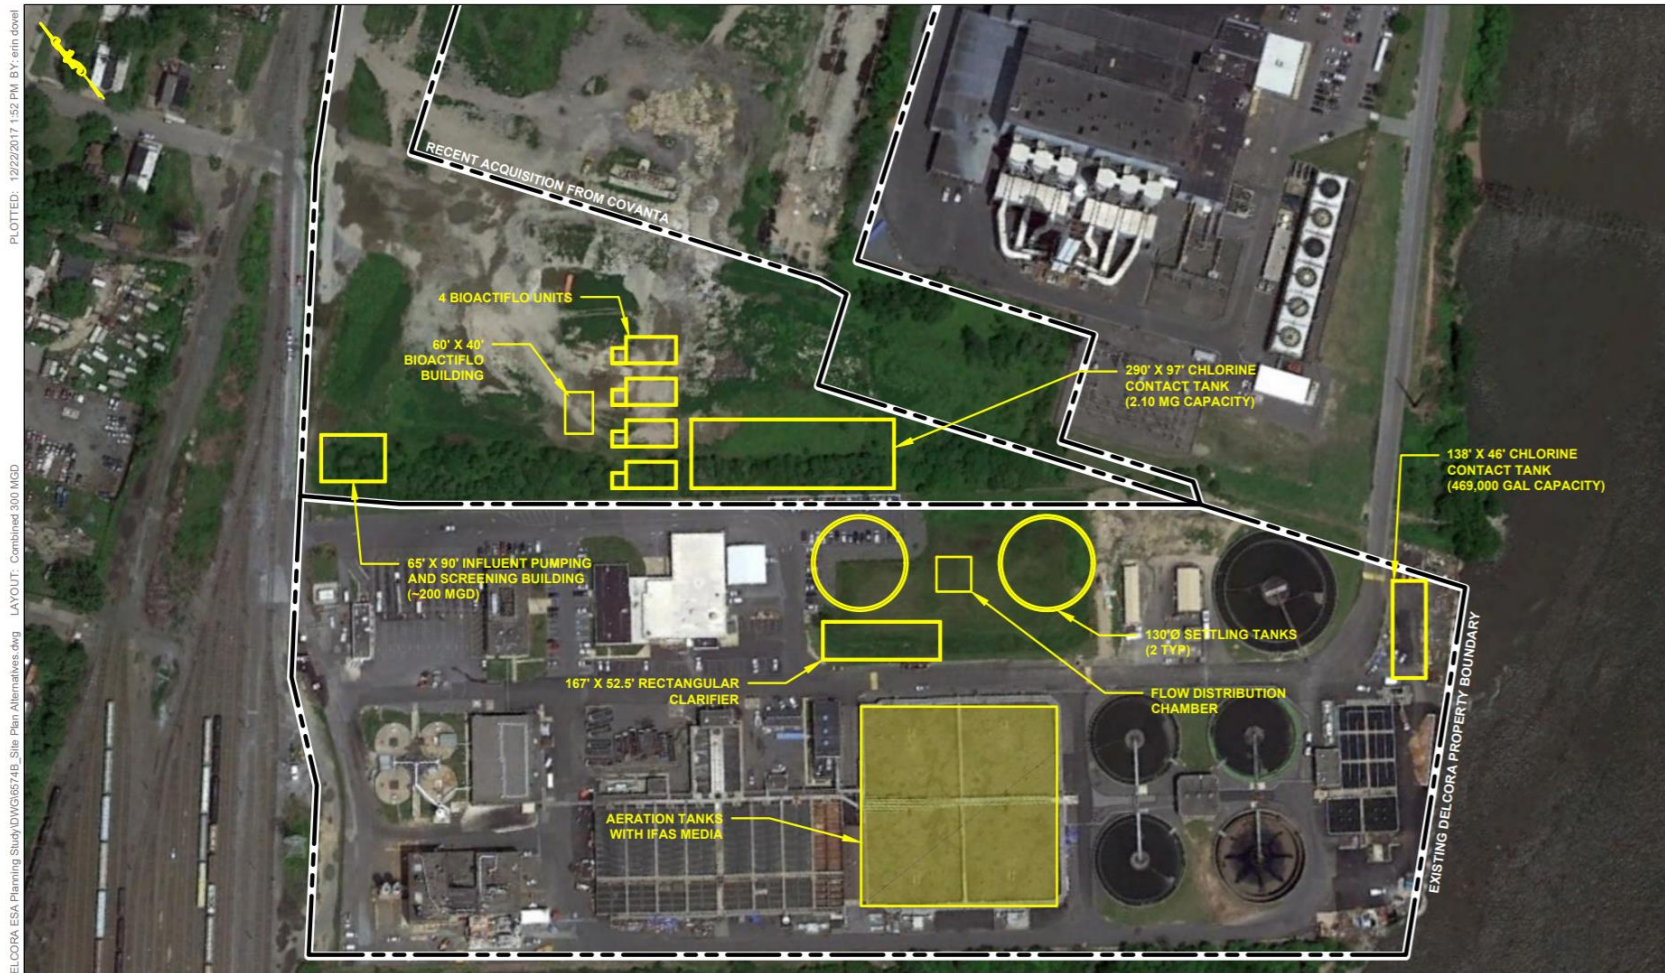 PLOTTED: 12/22/2017 1:52 PM BY: erin dovel
LAYOUT: Combined 300 MGD
ELCORA ESA Planning Study\DWG\6574B_Site Plan Alternatives.dwg
RECENT ACQUISITION FROM COVANTA
4 BIOACTIFLO UNITS
60' X 40'
BIOACTIFLO
BUILDING
290' X 97' CHLORINE
CONTACT TANK
(2.10 MG CAPACITY)
138' X 46' CHLORINE
CONTACT TANK
(469,000 GAL CAPACITY)
65' X 90' INFLUENT PUMPING
AND SCREENING BUILDING
(~200 MGD)
130'Ø SETTLING TANKS
(2 TYP)
167' X 52.5' RECTANGULAR
CLARIFIER
FLOW DISTRIBUTION
CHAMBER
AERATION TANKS
WITH IFAS MEDIA
EXISTING DELCORA PROPERTY BOUNDARY